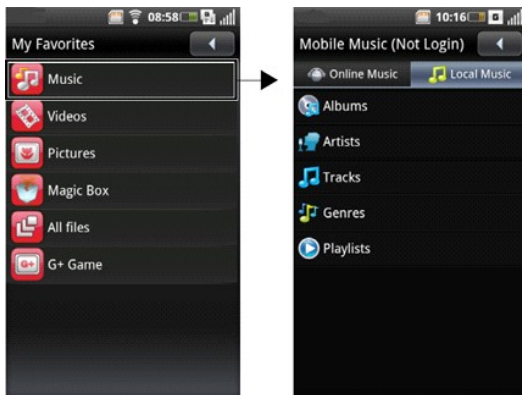 08:58
My Favorites
Music
Videos
Pictures
Magic Box
All files
G+
G+ Game
10:16
Mobile Music (Not Login)
Online Music
Local Music
Albums
Artists
Tracks
Genres
Playlists